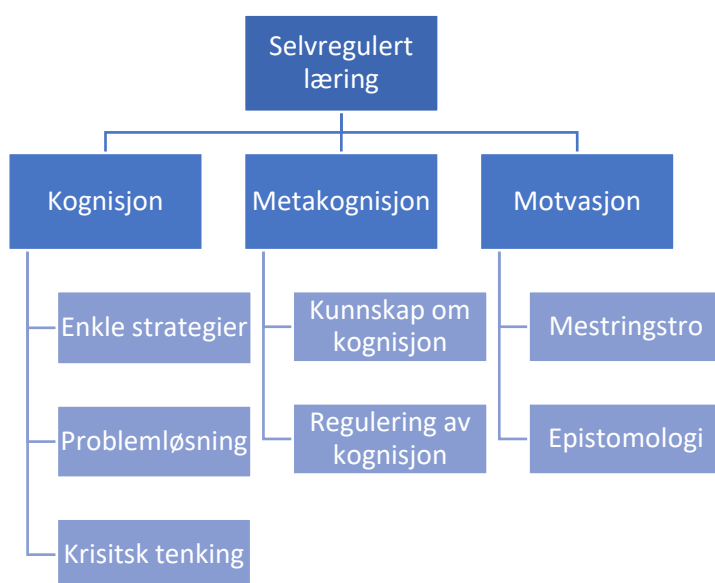 Selvregulert
læring
Kognisjon
Metakognisjon
Motvasjon
Enkle strategier
Kunnskap om
kognisjon
Mestringstro
Problemløsning
Regulering av
kognisjon
Epistomologi
Krisitsk tenking